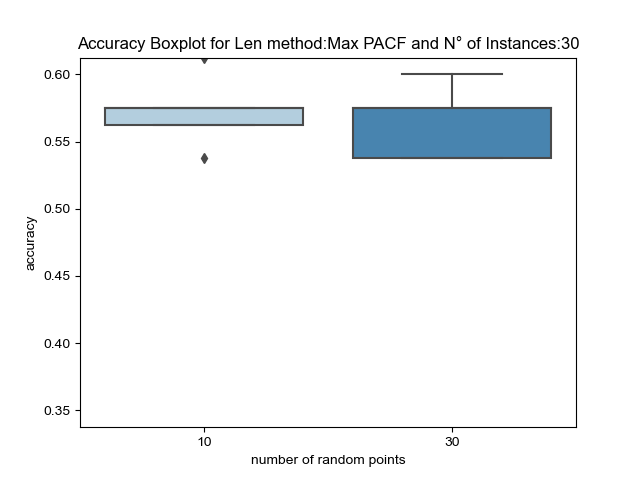 Accuracy Boxplot for Len method:Max PACF and N° of Instances:30
0.60
0.55
0.50
0.45
0.40
0.35
accuracy
10
30
number of random points